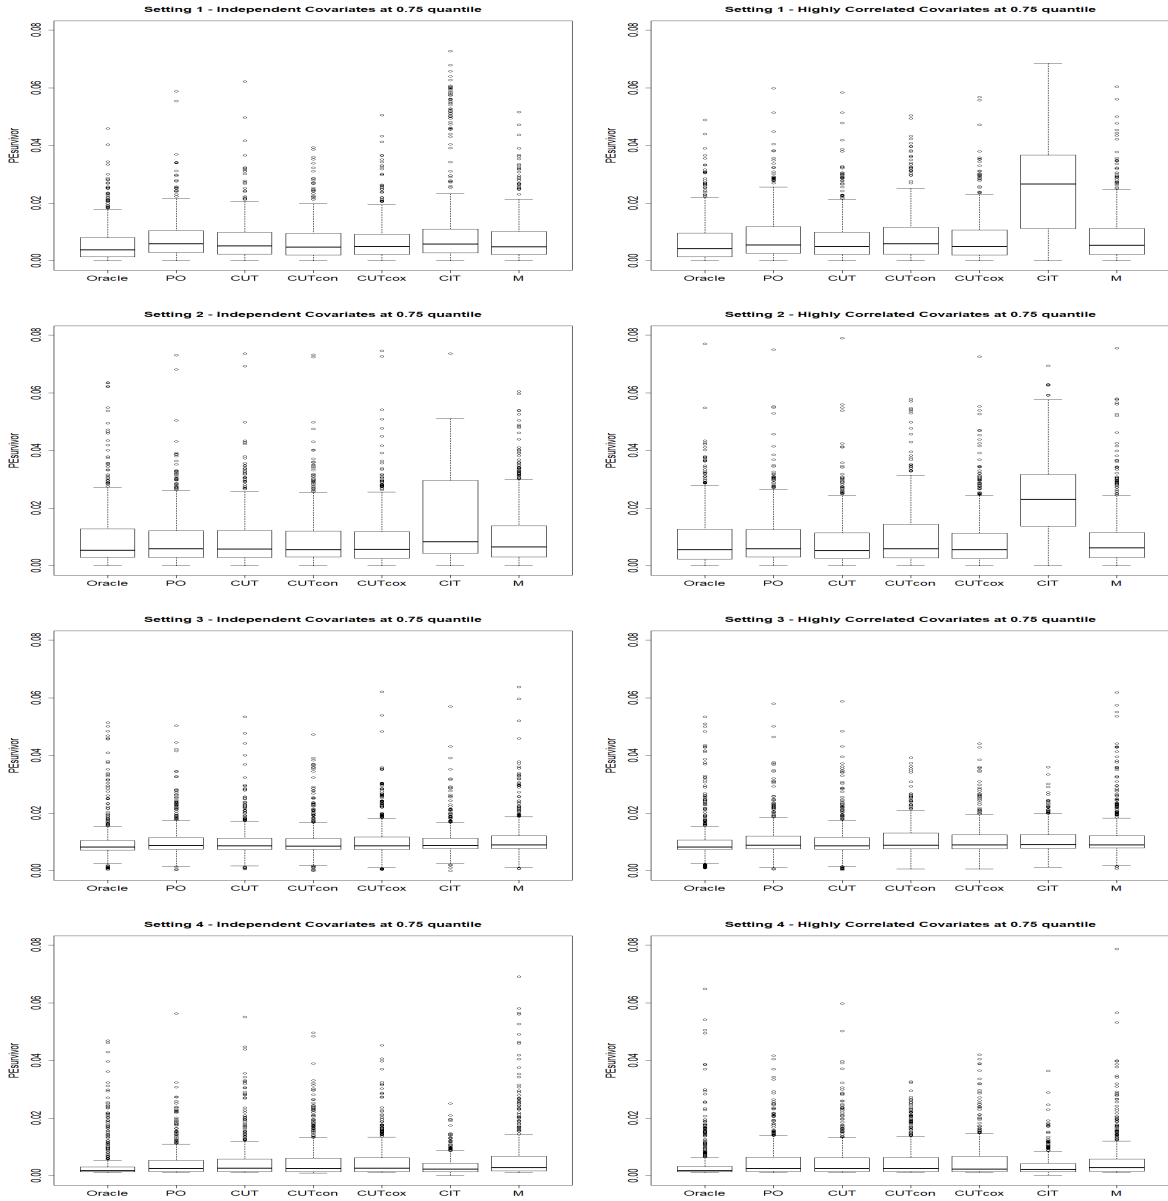 Setting 1 - Independent Covariates at 0.75 quantile
0.08
0.06
0.04
0.02
0.00
PEsurvivor
Oracle PO CUT CUTcon CUTcox CIT M
Setting 1 - Highly Correlated Covariates at 0.75 quantile
0.08
0.06
0.04
0.02
0.00
PEsurvivor
Oracle PO CUT CUTcon CUTcox CIT M
Setting 2 - Independent Covariates at 0.75 quantile
0.08
0.06
0.04
0.02
0.00
PEsurvivor
Oracle PO CUT CUTcon CUTcox CIT M
Setting 2 - Highly Correlated Covariates at 0.75 quantile
0.08
0.06
0.04
0.02
0.00
PEsurvivor
Oracle PO CUT CUTcon CUTcox CIT M
Setting 3 - Independent Covariates at 0.75 quantile
0.08
0.06
0.04
0.02
0.00
PEsurvivor
Oracle PO CUT CUTcon CUTcox CIT M
Setting 3 - Highly Correlated Covariates at 0.75 quantile
0.08
0.06
0.04
0.02
0.00
PEsurvivor
Oracle PO CUT CUTcon CUTcox CIT M
Setting 4 - Independent Covariates at 0.75 quantile
0.08
0.06
0.04
0.02
0.00
PEsurvivor
Oracle PO CUT CUTcon CUTcox CIT M
Setting 4 - Highly Correlated Covariates at 0.75 quantile
0.08
0.06
0.04
0.02
0.00
PEsurvivor
Oracle PO CUT CUTcon CUTcox CIT M